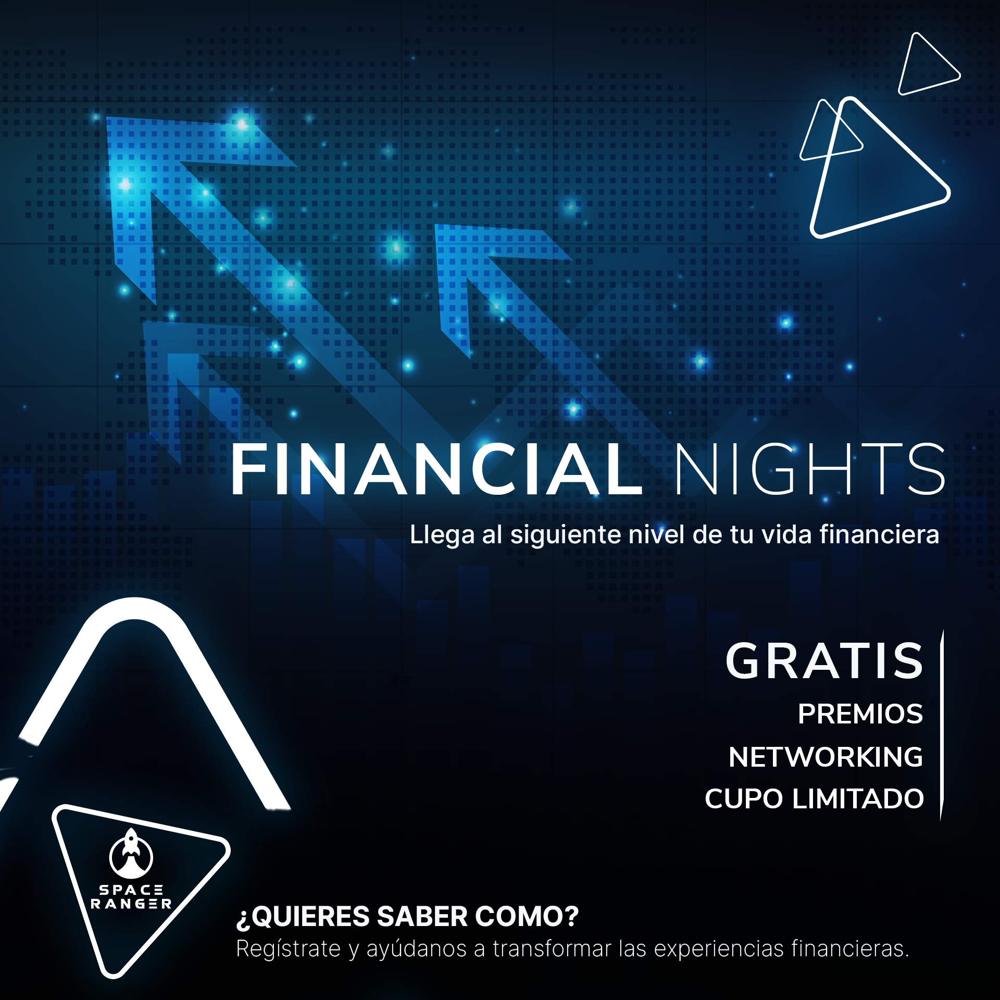 FINANCIAL NIGHTS
Llega al siguiente nivel de tu vida financiera
GRATIS
PREMIOS
NETWORKING
CUPO LIMITADO
SPACE
RANGER
¿QUIERES SABER COMO?
Regístrate y ayúdanos a transformar las experiencias financieras.